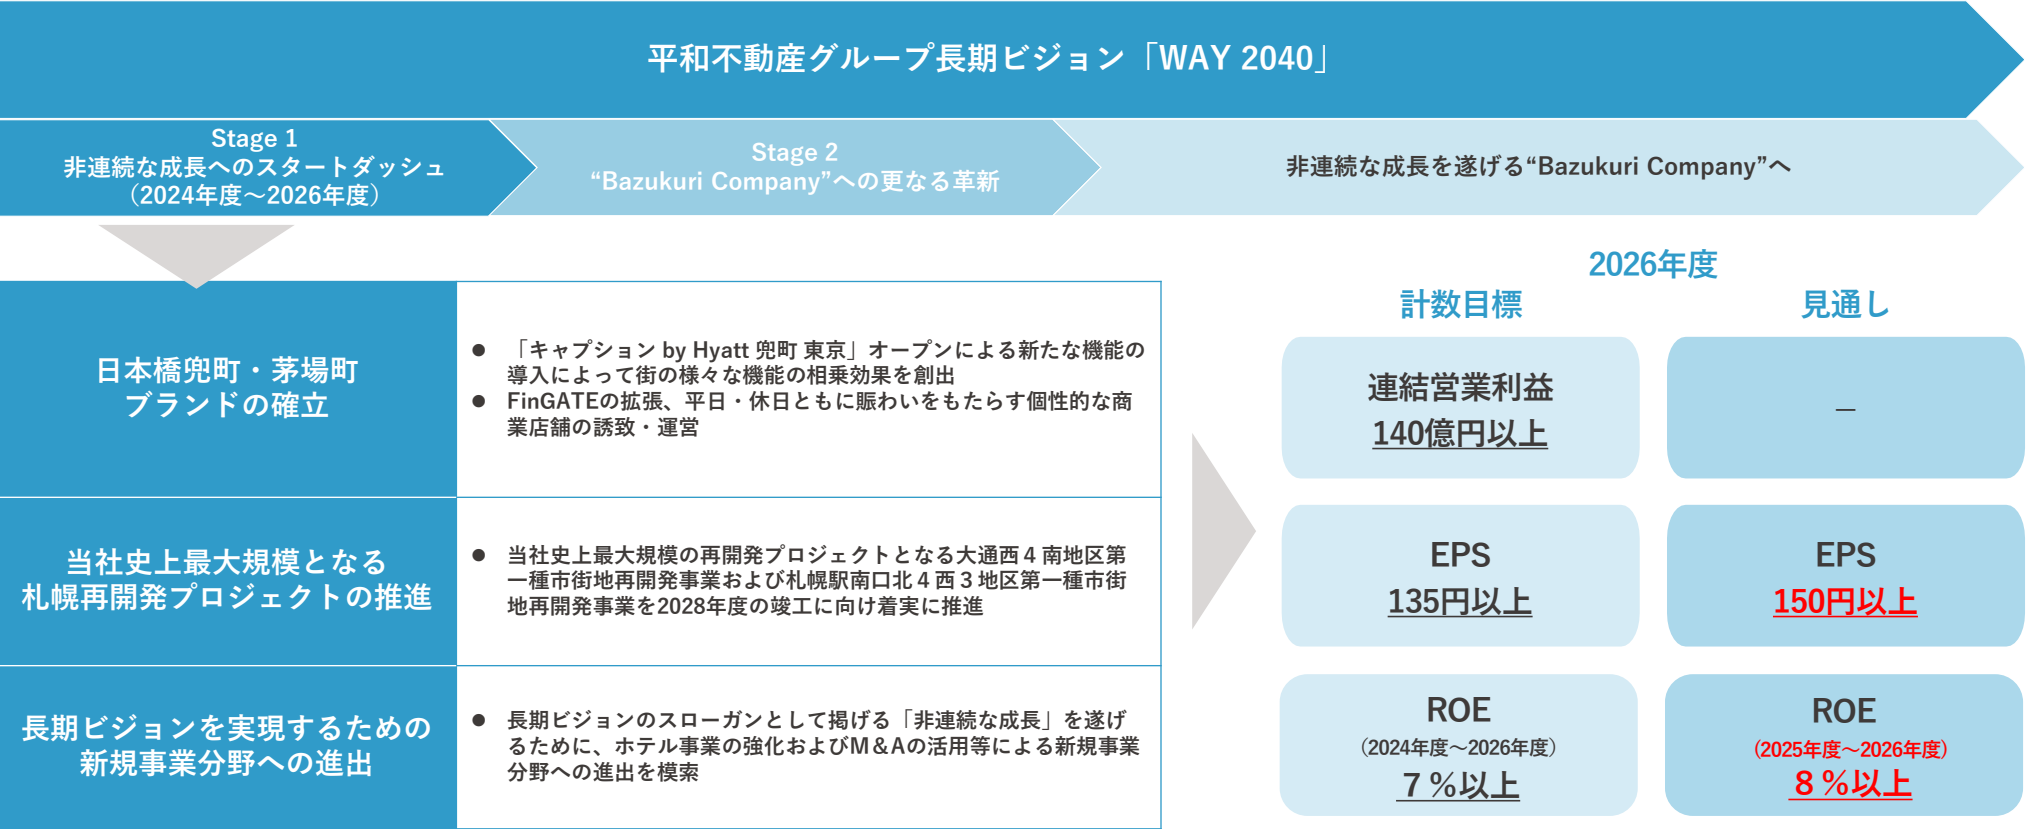 平和不動産グループ長期ビジョン「WAY 2040」
Stage 1
非連続な成長へのスタートダッシュ
（2024年度～2026年度）
Stage 2
“Bazukuri Company”への更なる革新
非連続な成長を遂げる“Bazukuri Company”へ
日本橋兜町・茅場町
ブランドの確立
● 「キャプション by Hyatt 兜町 東京」オープンによる新たな機能の
導入によって街の様々な機能の相乗効果を創出
● FinGATEの拡張、平日・休日ともに賑わいをもたらす個性的な商
業店舗の誘致・運営
当社史上最大規模となる
札幌再開発プロジェクトの推進
● 当社史上最大規模の再開発プロジェクトとなる大通西４南地区第
一種市街地再開発事業および札幌駅南口北４西３地区第一種市街
地再開発事業を2028年度の竣工に向け着実に推進
長期ビジョンを実現するための
新規事業分野への進出
● 長期ビジョンのスローガンとして掲げる「非連続な成長」を遂げ
るために、ホテル事業の強化およびM＆Aの活用等による新規事業
分野への進出を模索
2026年度
計数目標
見通し
連結営業利益
140億円以上
－
EPS
135円以上
EPS
150円以上
ROE
（2024年度～2026年度）
７％以上
ROE
（2025年度～2026年度）
８％以上